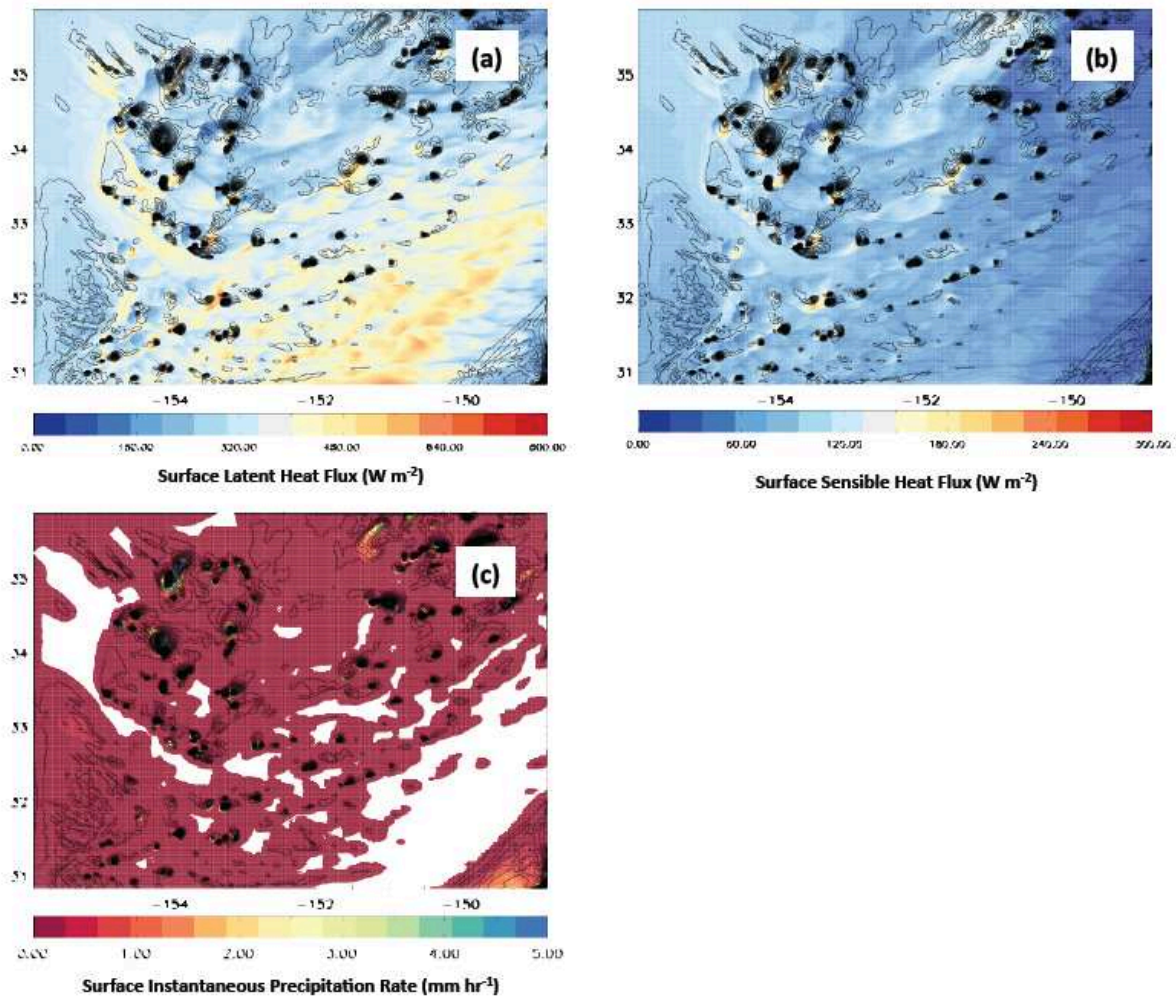 (a)
35
34
33
32
31
−154 −152 −150
0.00 160.00 320.00 480.00 640.00 800.00
Surface Latent Heat Flux (W m-2)
(b)
35
34
33
32
31
−154 −152 −150
0.00 60.00 120.00 180.00 240.00 300.00
Surface Sensible Heat Flux (W m-2)
(c)
35
34
33
32
31
−154 −152 −150
0.00 1.00 2.00 3.00 4.00 5.00
Surface Instantaneous Precipitation Rate (mm hr-1)